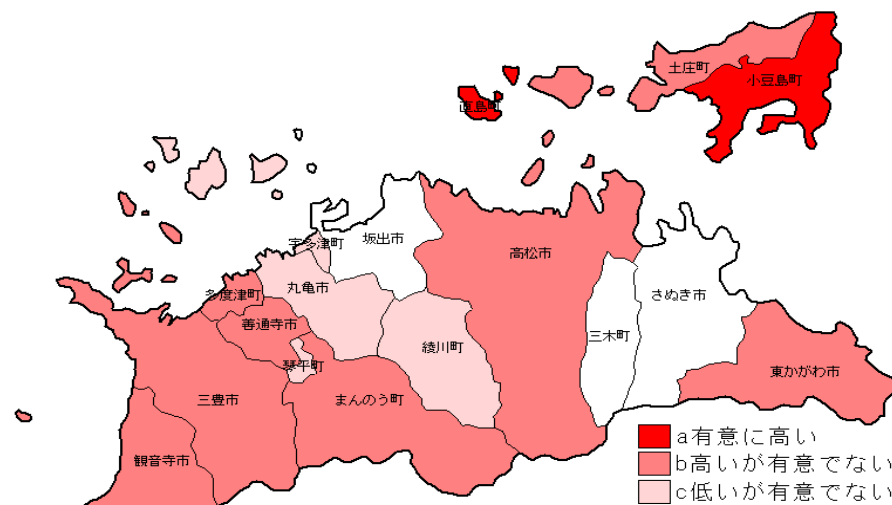 土庄町
小豆島町
直島町
宇多津町
坂出市
高松市
丸亀市
多度津町
さぬき市
善通寺市
三木町
綾川町
琴平町
東かがわ市
三豊市
まんのう町
観音寺市
a有意に高い
b高いが有意でない
c低いが有意でない